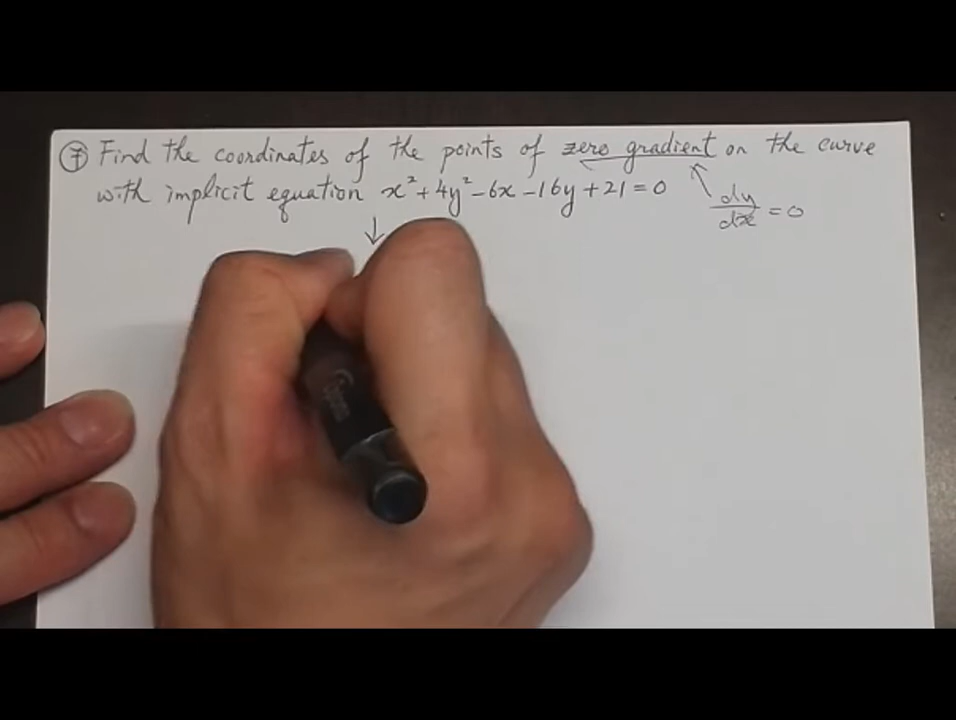 ⑦ Find the coordinates of the points of zero gradient on the curve
with implicit equation x² + 4y² - 6x - 16y + 21 = 0
dy/dx = 0